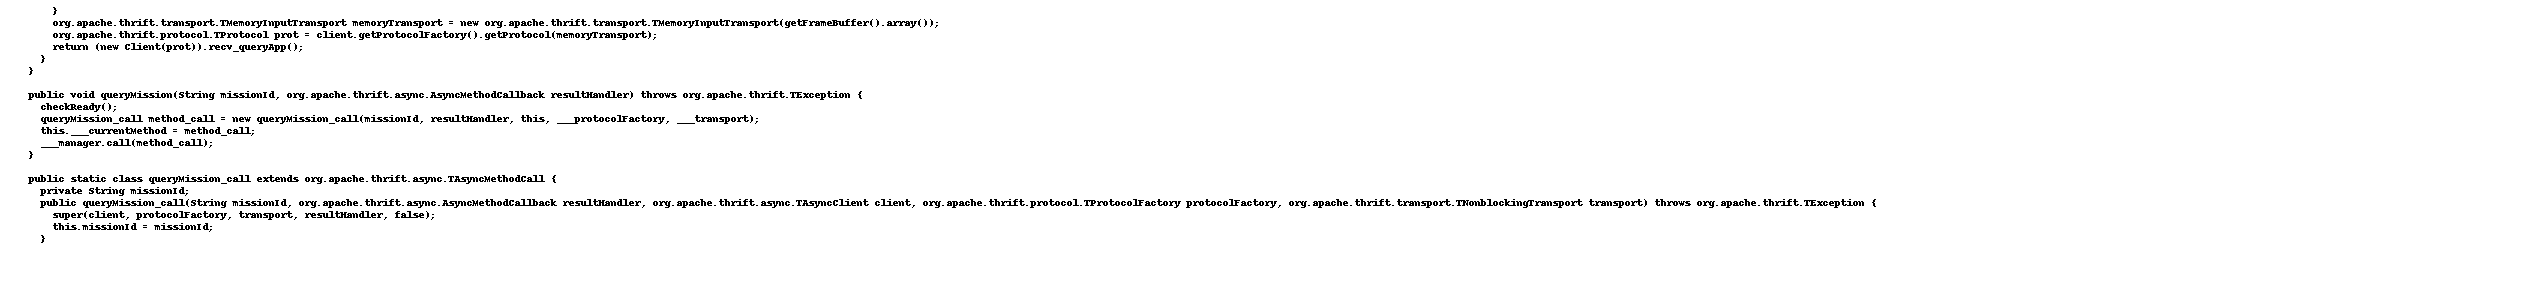 }
org.apache.thrift.transport.TMemoryInputTransport memoryTransport = new org.apache.thrift.transport.TMemoryInputTransport(getFrameBuffer().array());
org.apache.thrift.protocol.TProtocol prot = client.getProtocolFactory().getProtocol(memoryTransport);
return (new Client(prot)).recv_queryApp();
}
}
public void queryMission(String missionId, org.apache.thrift.async.AsyncMethodCallback resultHandler) throws org.apache.thrift.TException {
checkReady();
queryMission_call method_call = new queryMission_call(missionId, resultHandler, this, ___protocolFactory, ___transport);
this.___currentMethod = method_call;
___manager.call(method_call);
}
public static class queryMission_call extends org.apache.thrift.async.TAsyncMethodCall {
private String missionId;
public queryMission_call(String missionId, org.apache.thrift.async.AsyncMethodCallback resultHandler, org.apache.thrift.async.TAsyncClient client, org.apache.thrift.protocol.TProtocolFactory protocolFactory, org.apache.thrift.transport.TNonblockingTransport transport) throws org.apache.thrift.TException {
super(client, protocolFactory, transport, resultHandler, false);
this.missionId = missionId;
}